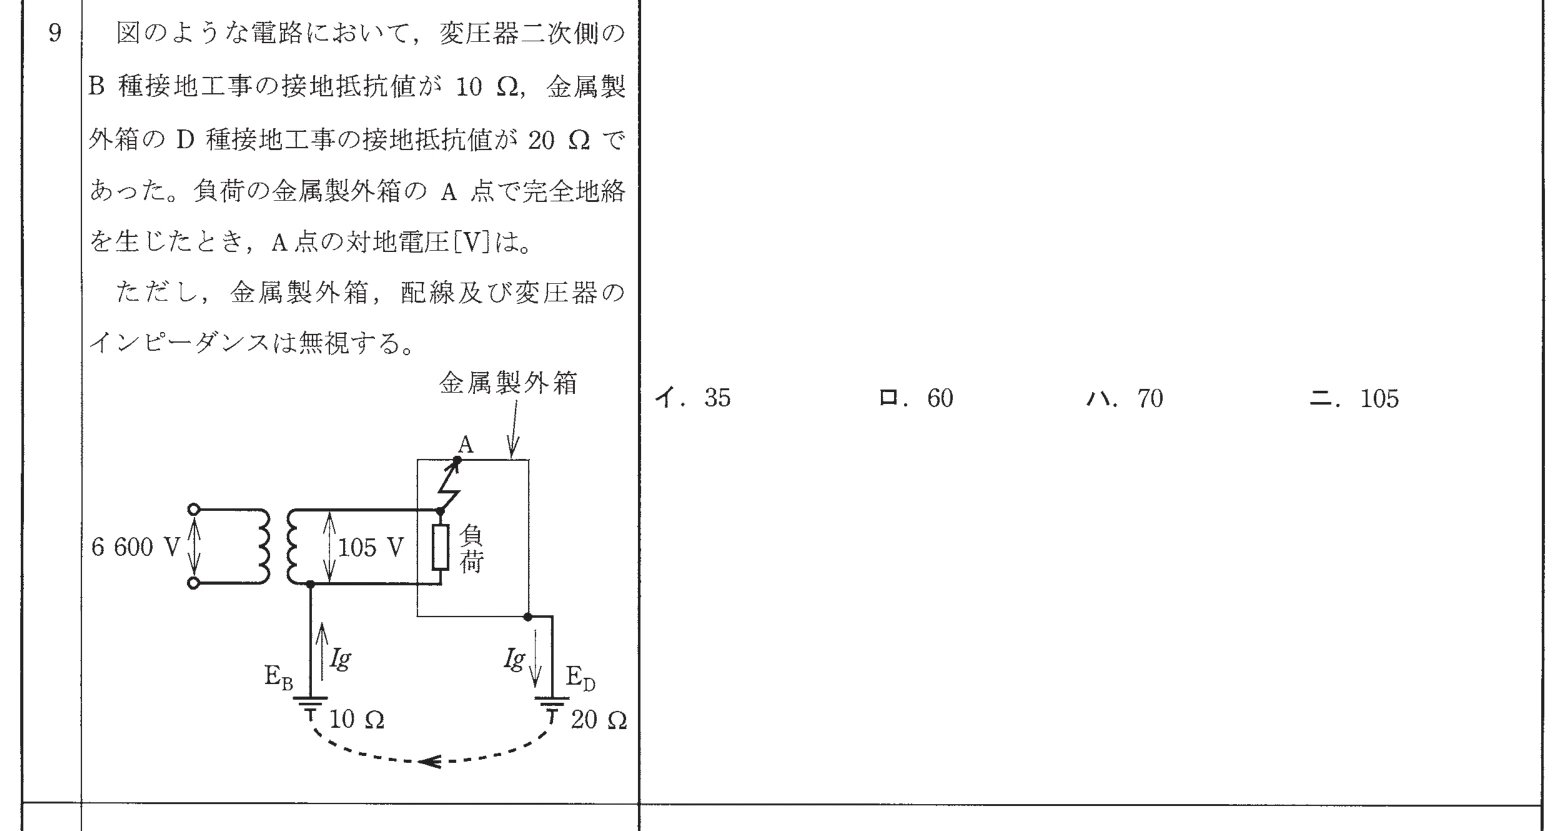 9
図のような電路において，変圧器二次側の
B 種接地工事の接地抵抗値が 10 Ω，金属製
外箱の D 種接地工事の接地抵抗値が 20 Ω で
あった。負荷の金属製外箱の A 点で完全地絡
を生じたとき，A 点の対地電圧[V]は。
ただし，金属製外箱，配線及び変圧器の
インピーダンスは無視する。
金属製外箱
A
6 600 V
105 V
負荷
Ig
Ig
EB
ED
10 Ω
20 Ω
イ．35
ロ．60
ハ．70
ニ．105